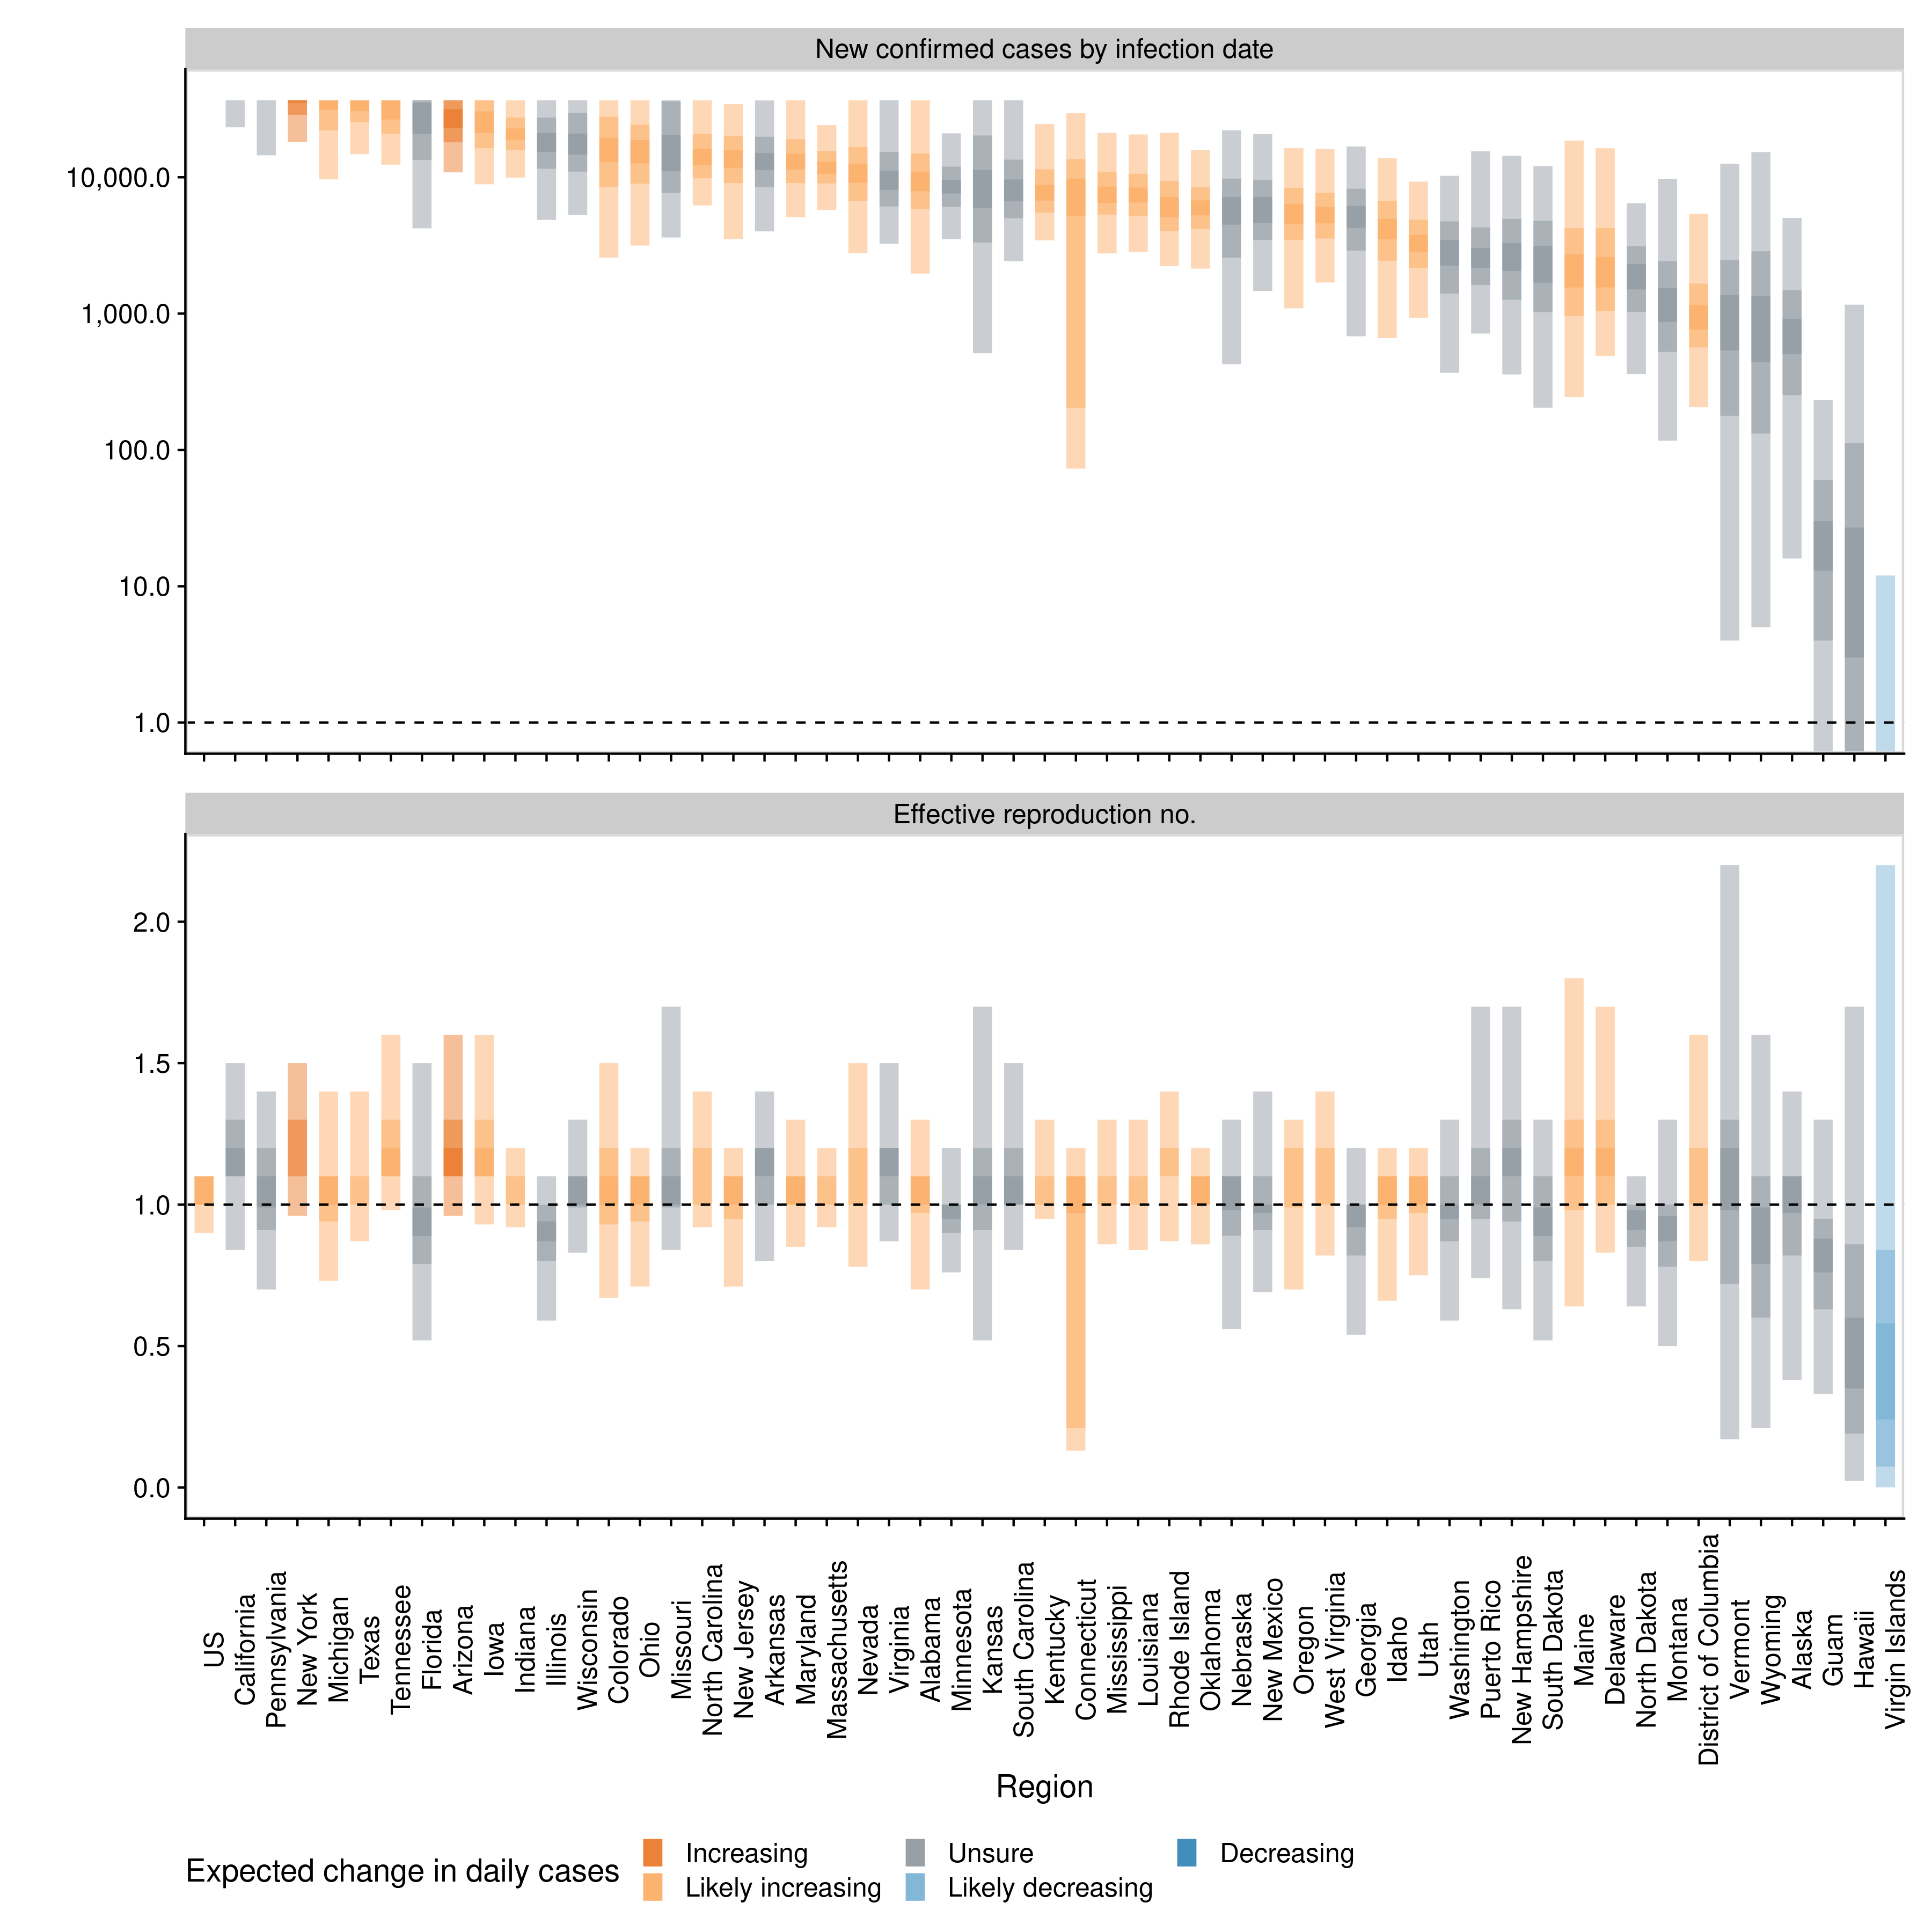 New confirmed cases by infection date
10,000.0
1,000.0
100.0
10.0
1.0
Effective reproduction no.
2.0
1.5
1.0
0.5
0.0
US
California
Pennsylvania
New York
Michigan
Texas
Tennessee
Florida
Arizona
Iowa
Indiana
Illinois
Wisconsin
Colorado
Ohio
Missouri
North Carolina
New Jersey
Arkansas
Maryland
Massachusetts
Nevada
Virginia
Alabama
Minnesota
Kansas
South Carolina
Kentucky
Connecticut
Mississippi
Louisiana
Rhode Island
Oklahoma
Nebraska
New Mexico
Oregon
West Virginia
Georgia
Idaho
Utah
Washington
Puerto Rico
New Hampshire
South Dakota
Maine
Delaware
North Dakota
Montana
District of Columbia
Vermont
Wyoming
Alaska
Guam
Hawaii
Virgin Islands
Region
Expected change in daily cases
Increasing
Likely increasing
Unsure
Likely decreasing
Decreasing